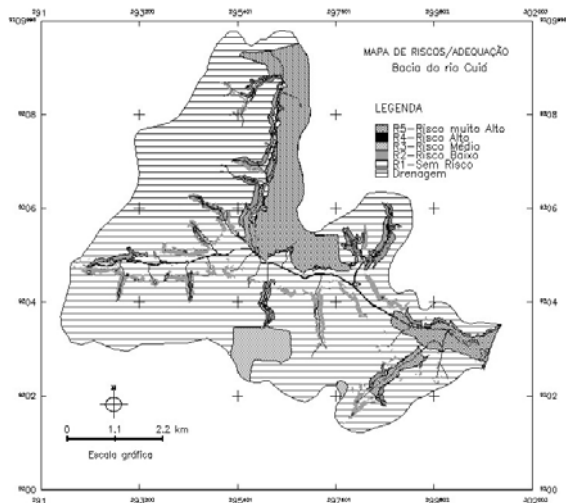 MAPA DE RISCOS/ADEQUAÇÃO
Bacia do rio Cuiá
LEGENDA
R5-Risco muito Alto
R4-Risco Alto
R3-Risco Médio
R2-Risco Baixo
R1-Sem Risco
Drenagem
0 1.1 2.2 km
Escala gráfica